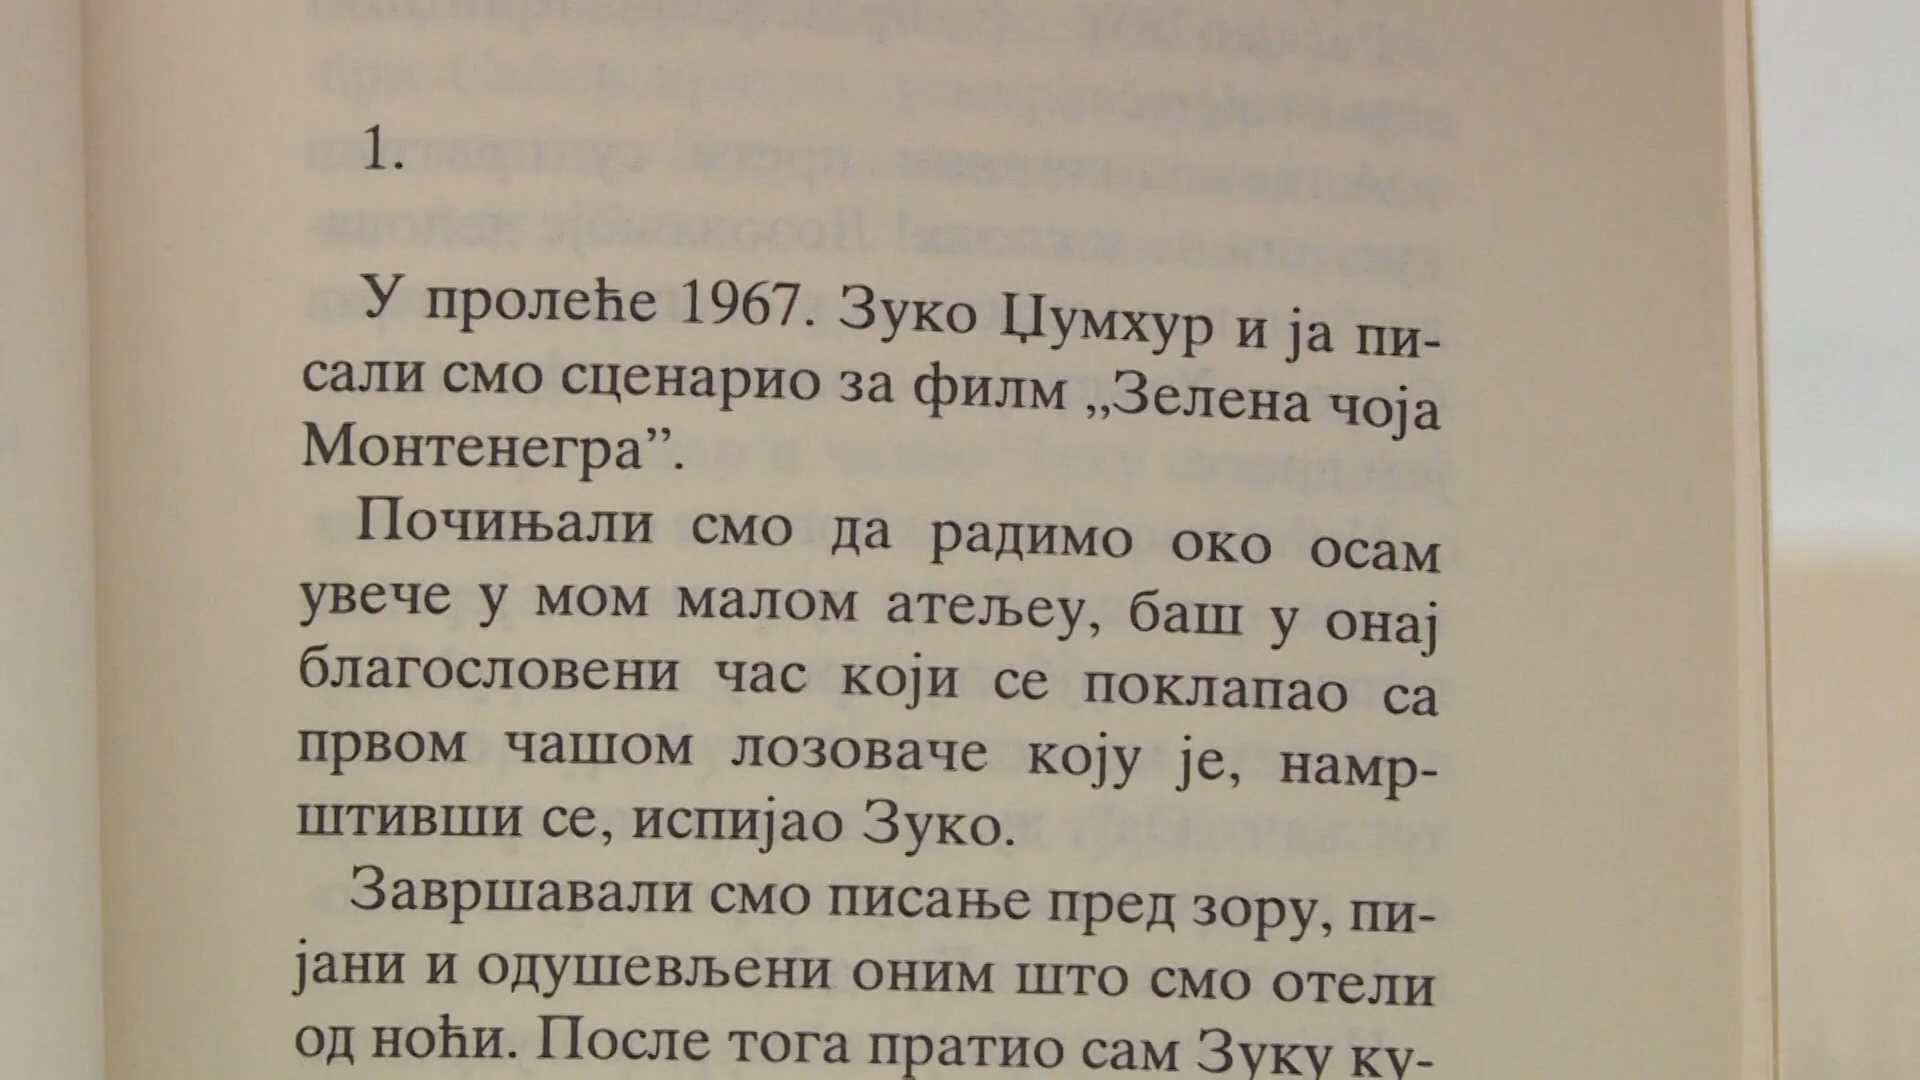 1.
У пролеће 1967. Зуко Џумхур и ја пи-
сали смо сценарио за филм „Зелена чоја
Монтенегра”.
Почињали смо да радимо око осам
увече у мом малом атељеу, баш у онај
благословени час који се поклапао са
првом чашом лозоваче коју је, намр-
штивши се, испијао Зуко.
Завршавали смо писање пред зору, пи-
јани и одушевљени оним што смо отели
од ноћи. После тога пратио сам Зуку ку-